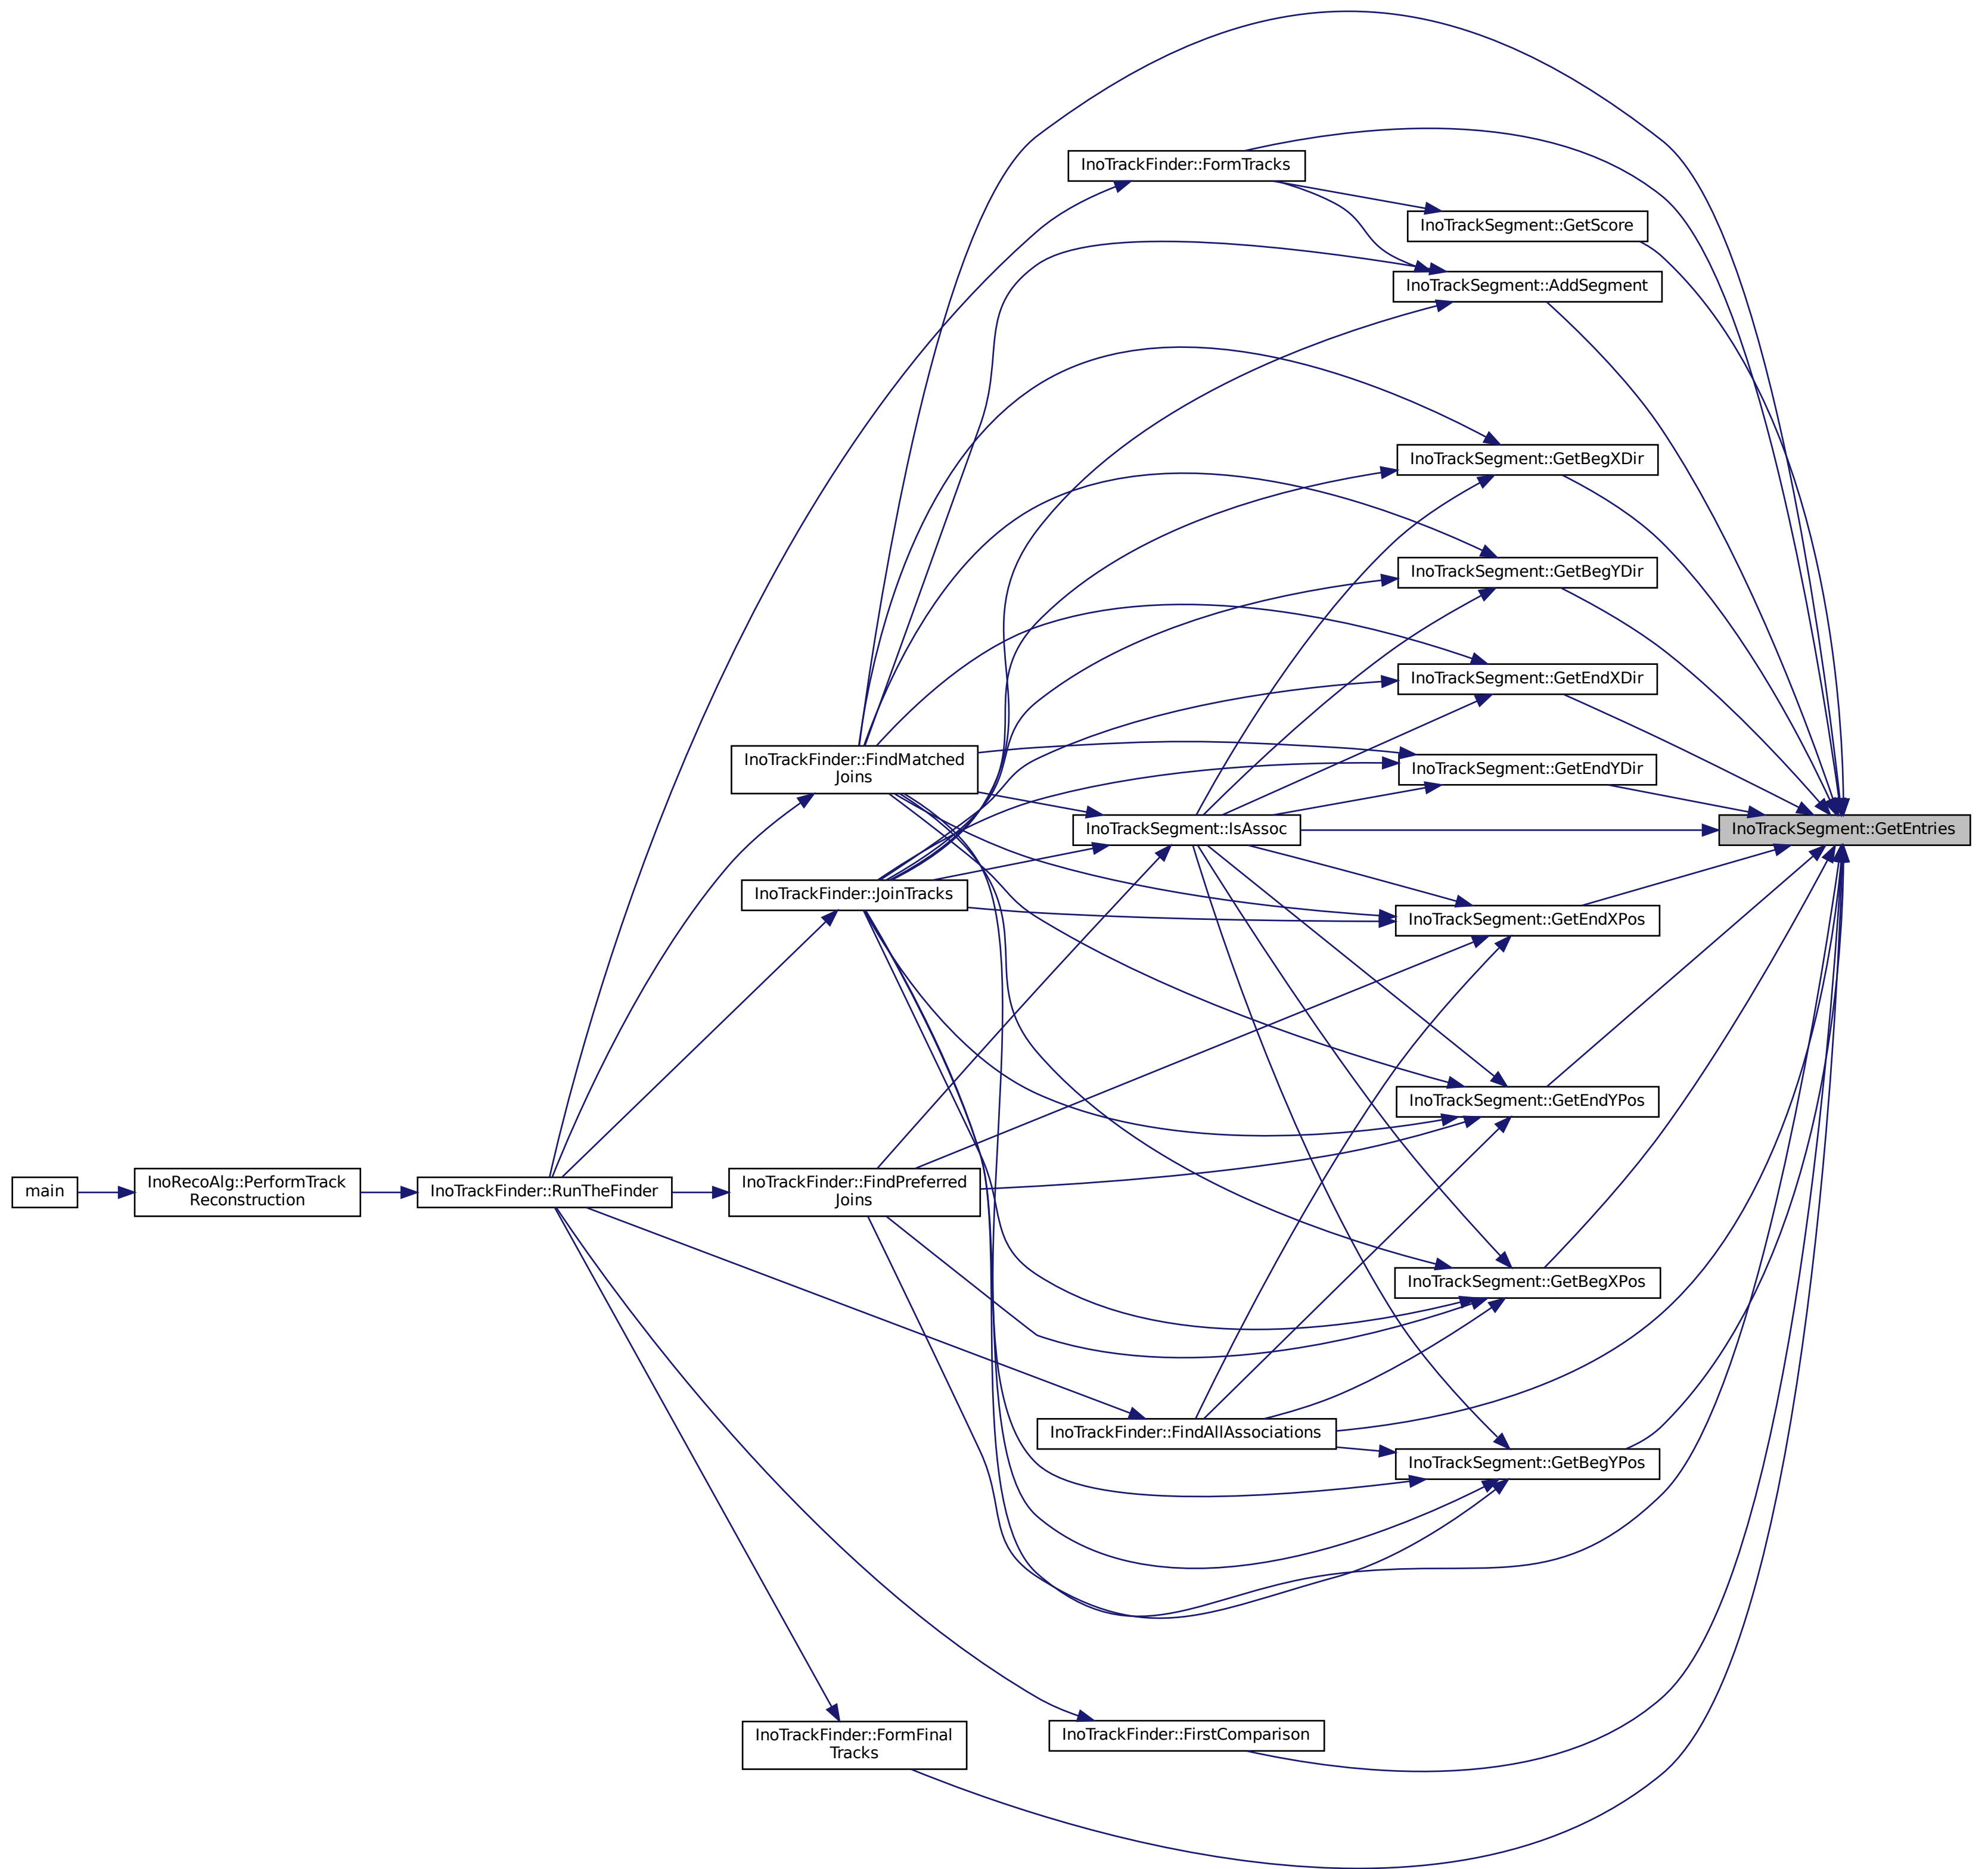 InoTrackFinder::FormTracks
InoTrackSegment::GetScore
InoTrackSegment::AddSegment
InoTrackSegment::GetBegXDir
InoTrackSegment::GetBegYDir
InoTrackSegment::GetEndXDir
InoTrackFinder::FindMatched
Joins
InoTrackSegment::GetEndYDir
InoTrackSegment::IsAssoc
InoTrackSegment::GetEntries
InoTrackFinder::JoinTracks
InoTrackSegment::GetEndXPos
InoTrackSegment::GetEndYPos
main
InoRecoAlg::PerformTrack
Reconstruction
InoTrackFinder::RunTheFinder
InoTrackFinder::FindPreferred
Joins
InoTrackSegment::GetBegXPos
InoTrackFinder::FindAllAssociations
InoTrackSegment::GetBegYPos
InoTrackFinder::FormFinal
Tracks
InoTrackFinder::FirstComparison